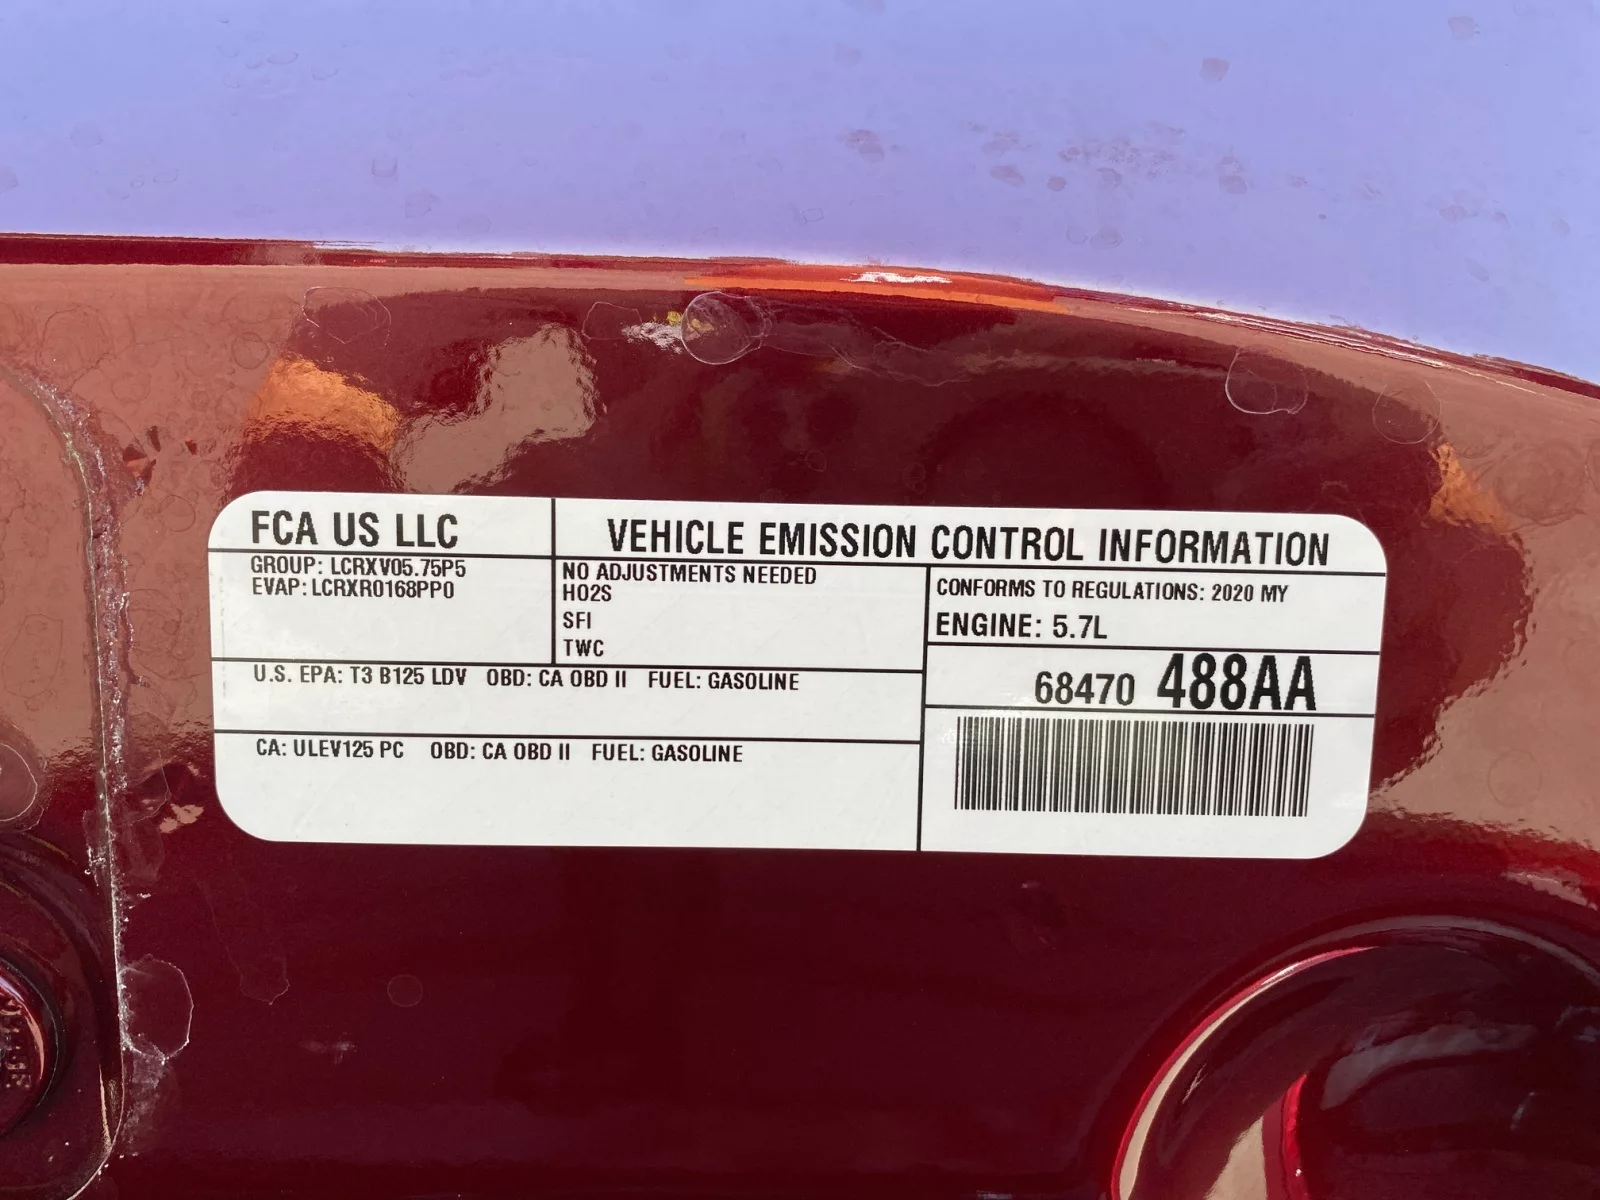 FCA US LLC
VEHICLE EMISSION CONTROL INFORMATION
GROUP: LCRXV05.75P5
EVAP: LCRXR0168PP0
NO ADJUSTMENTS NEEDED
HO2S
SFI
TWC
CONFORMS TO REGULATIONS: 2020 MY
ENGINE: 5.7L
U.S. EPA: T3 B125 LDV OBD: CA OBD II FUEL: GASOLINE
68470 488AA
CA: ULEV125 PC OBD: CA OBD II FUEL: GASOLINE